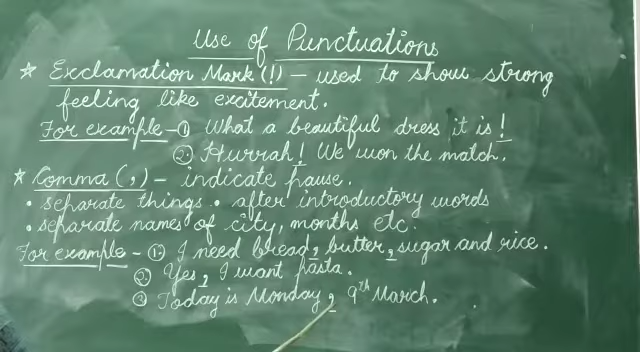 Use of Punctuations
* Exclamation Mark (!) – used to show strong
feeling like excitement.
For example – ① What a beautiful dress it is !
②. Hurrah! We won the match.
* Comma (,) – indicate pause.
• separate things • after introductory words
• separate names of city, months etc.
For example – ①. I need bread, butter, sugar and rice.
②. Yes, I want pasta.
③ Today is Monday, 9th March.